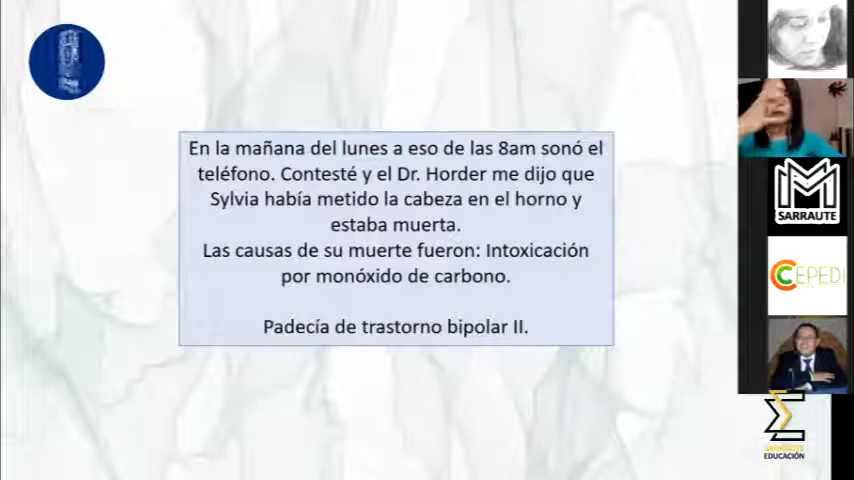 En la mañana del lunes a eso de las 8am sonó el
teléfono. Contesté y el Dr. Horder me dijo que
Sylvia había metido la cabeza en el horno y
estaba muerta.
Las causas de su muerte fueron: Intoxicación
por monóxido de carbono.
Padecía de trastorno bipolar II.
SARRAUTE
CEPEDI
SARRAUTE
EDUCACIÓN